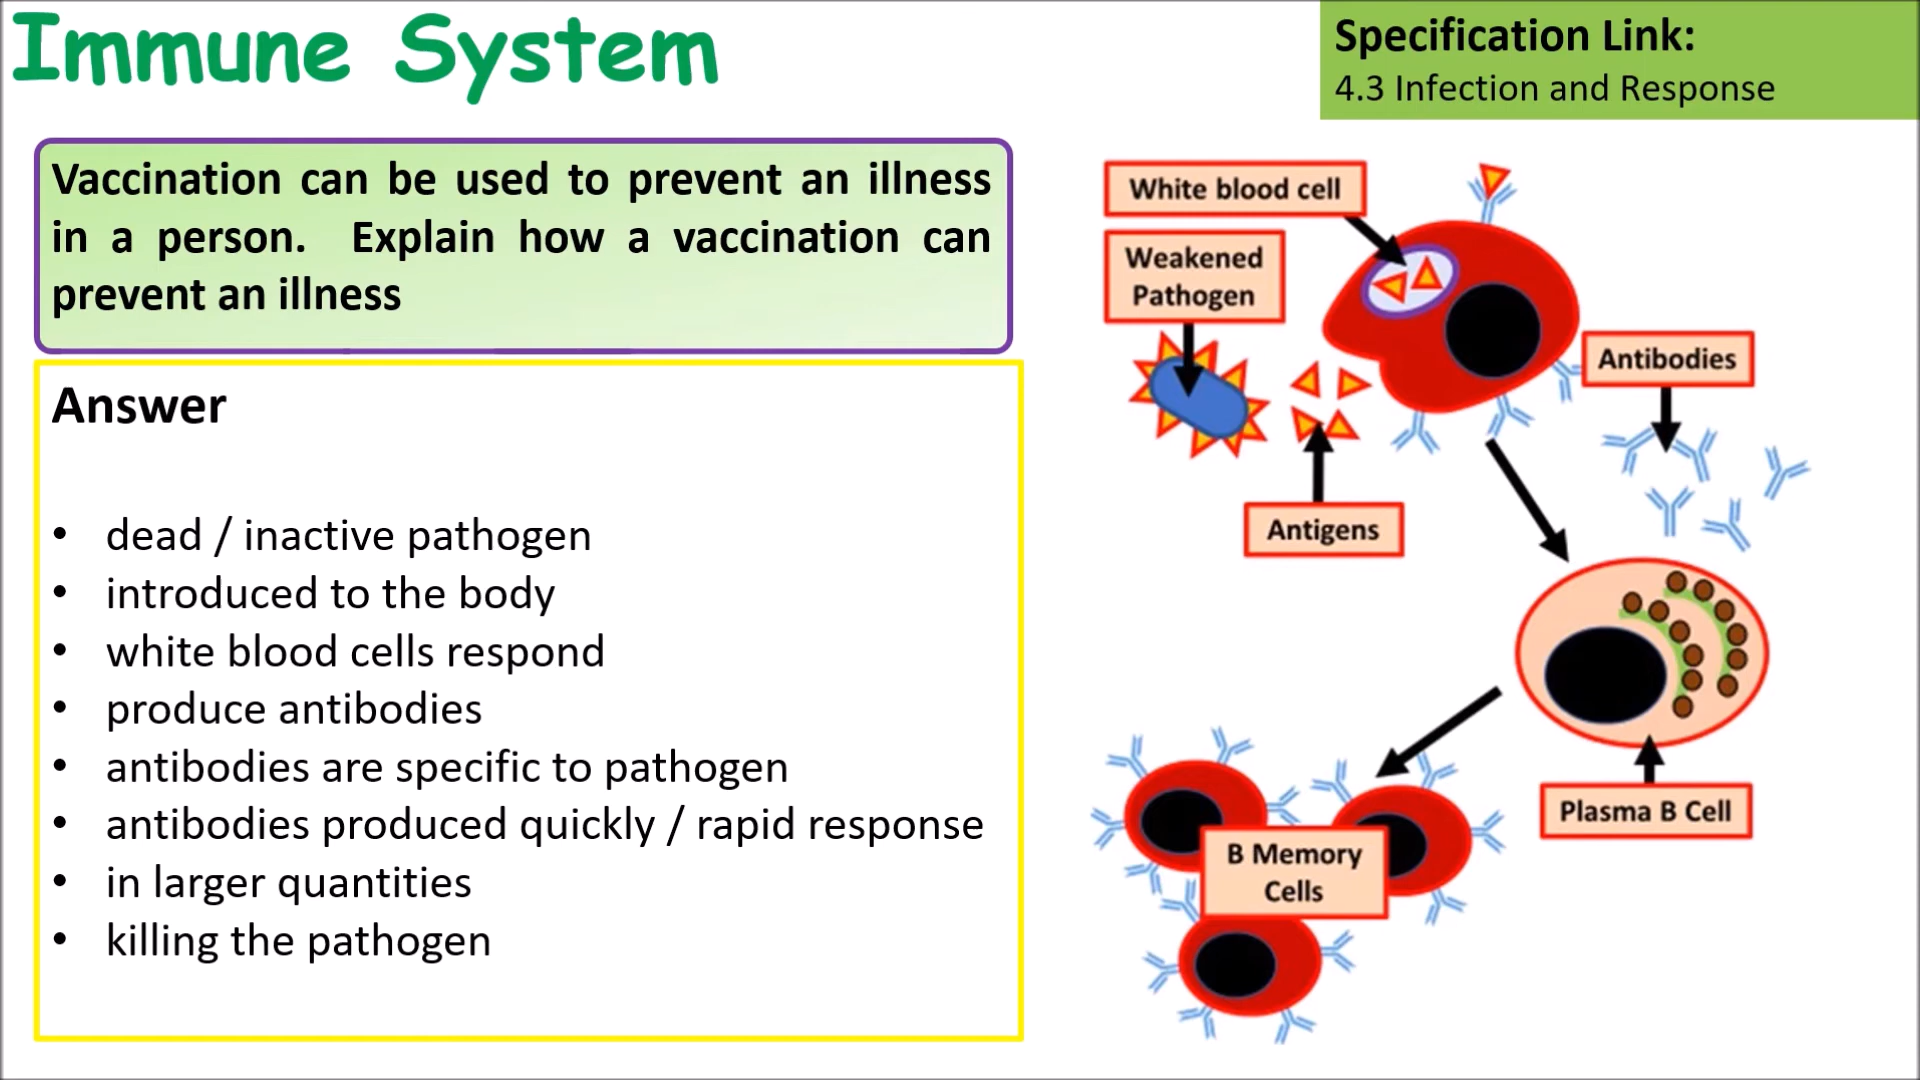 Immune System
Specification Link:
4.3 Infection and Response
Vaccination can be used to prevent an illness
in a person. Explain how a vaccination can
prevent an illness
Answer
• dead / inactive pathogen
• introduced to the body
• white blood cells respond
• produce antibodies
• antibodies are specific to pathogen
• antibodies produced quickly / rapid response
• in larger quantities
• killing the pathogen
White blood cell
Weakened
Pathogen
Antibodies
Antigens
Plasma B Cell
B Memory
Cells